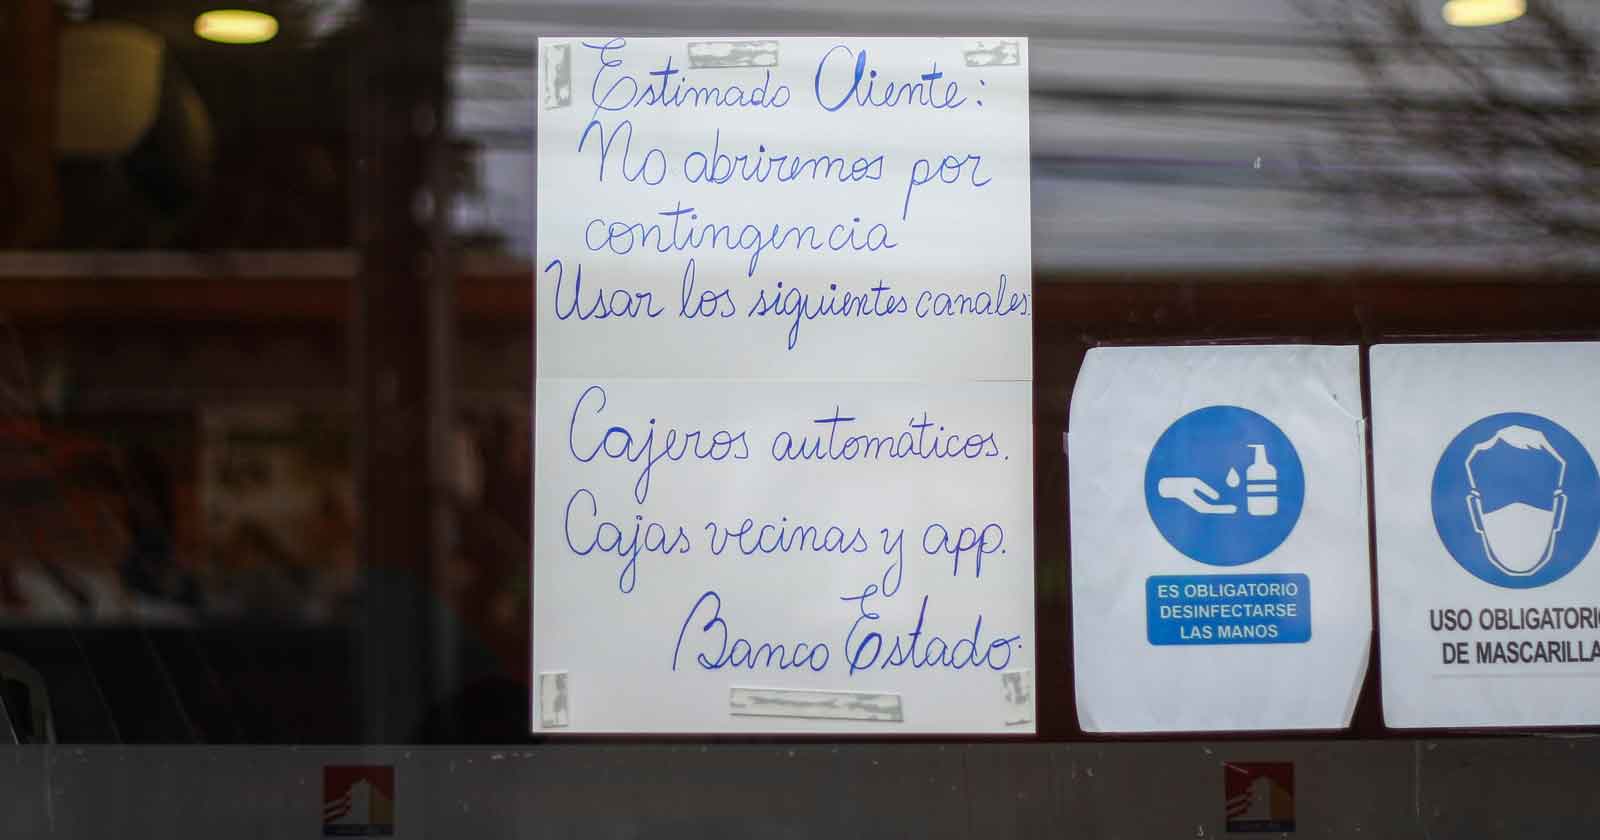 Estimado Cliente:
No abriremos por
contingencia
Usar los siguientes canales:
Cajeros automáticos.
Cajas vecinas y app.
Banco Estado.
ES OBLIGATORIO
DESINFECTARSE
LAS MANOS
USO OBLIGATORIO
DE MASCARILLA